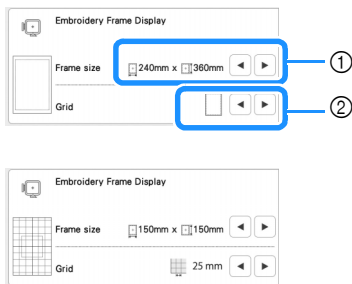 Embroidery Frame Display
Frame size 240mm x 360mm
Grid
①
②
Embroidery Frame Display
Frame size 150mm x 150mm
Grid 25 mm